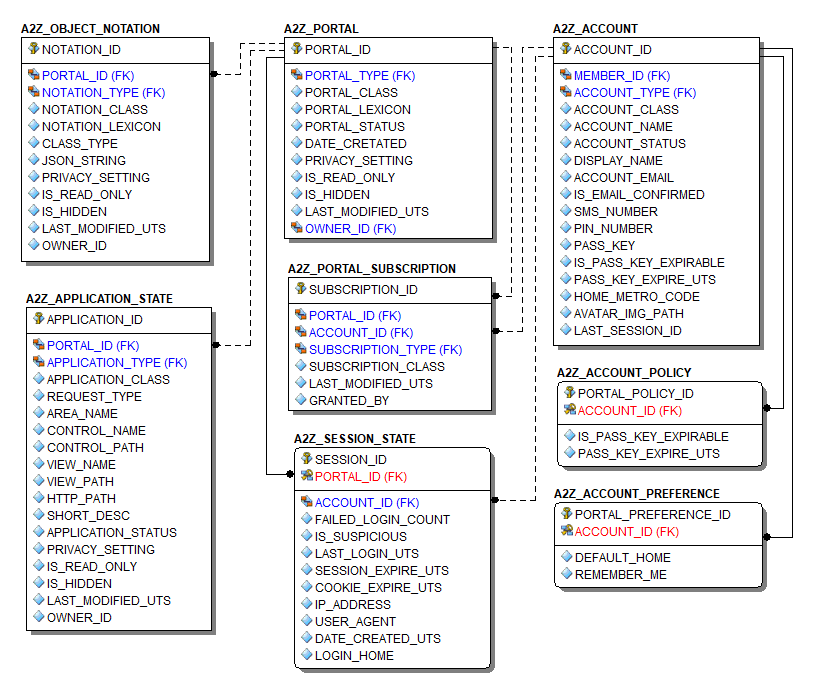 A2Z_OBJECT_NOTATION
NOTATION_ID
PORTAL_ID (FK)
NOTATION_TYPE (FK)
NOTATION_CLASS
NOTATION_LEXICON
CLASS_TYPE
JSON_STRING
PRIVACY_SETTING
IS_READ_ONLY
IS_HIDDEN
LAST_MODIFIED_UTS
OWNER_ID
A2Z_APPLICATION_STATE
APPLICATION_ID
PORTAL_ID (FK)
APPLICATION_TYPE (FK)
APPLICATION_CLASS
REQUEST_TYPE
AREA_NAME
CONTROL_NAME
CONTROL_PATH
VIEW_NAME
VIEW_PATH
HTTP_PATH
SHORT_DESC
APPLICATION_STATUS
PRIVACY_SETTING
IS_READ_ONLY
IS_HIDDEN
LAST_MODIFIED_UTS
OWNER_ID
A2Z_PORTAL
PORTAL_ID
PORTAL_TYPE (FK)
PORTAL_CLASS
PORTAL_LEXICON
PORTAL_STATUS
DATE_CRETATED
PRIVACY_SETTING
IS_READ_ONLY
IS_HIDDEN
LAST_MODIFIED_UTS
OWNER_ID (FK)
A2Z_PORTAL_SUBSCRIPTION
SUBSCRIPTION_ID
PORTAL_ID (FK)
ACCOUNT_ID (FK)
SUBSCRIPTION_TYPE (FK)
SUBSCRIPTION_CLASS
LAST_MODIFIED_UTS
GRANTED_BY
A2Z_SESSION_STATE
SESSION_ID
PORTAL_ID (FK)
ACCOUNT_ID (FK)
FAILED_LOGIN_COUNT
IS_SUSPICIOUS
LAST_LOGIN_UTS
SESSION_EXPIRE_UTS
COOKIE_EXPIRE_UTS
IP_ADDRESS
USER_AGENT
DATE_CREATED_UTS
LOGIN_HOME
A2Z_ACCOUNT
ACCOUNT_ID
MEMBER_ID (FK)
ACCOUNT_TYPE (FK)
ACCOUNT_CLASS
ACCOUNT_NAME
ACCOUNT_STATUS
DISPLAY_NAME
ACCOUNT_EMAIL
IS_EMAIL_CONFIRMED
SMS_NUMBER
PIN_NUMBER
PASS_KEY
IS_PASS_KEY_EXPIRABLE
PASS_KEY_EXPIRE_UTS
HOME_METRO_CODE
AVATAR_IMG_PATH
LAST_SESSION_ID
A2Z_ACCOUNT_POLICY
PORTAL_POLICY_ID
ACCOUNT_ID (FK)
IS_PASS_KEY_EXPIRABLE
PASS_KEY_EXPIRE_UTS
A2Z_ACCOUNT_PREFERENCE
PORTAL_PREFERENCE_ID
ACCOUNT_ID (FK)
DEFAULT_HOME
REMEMBER_ME